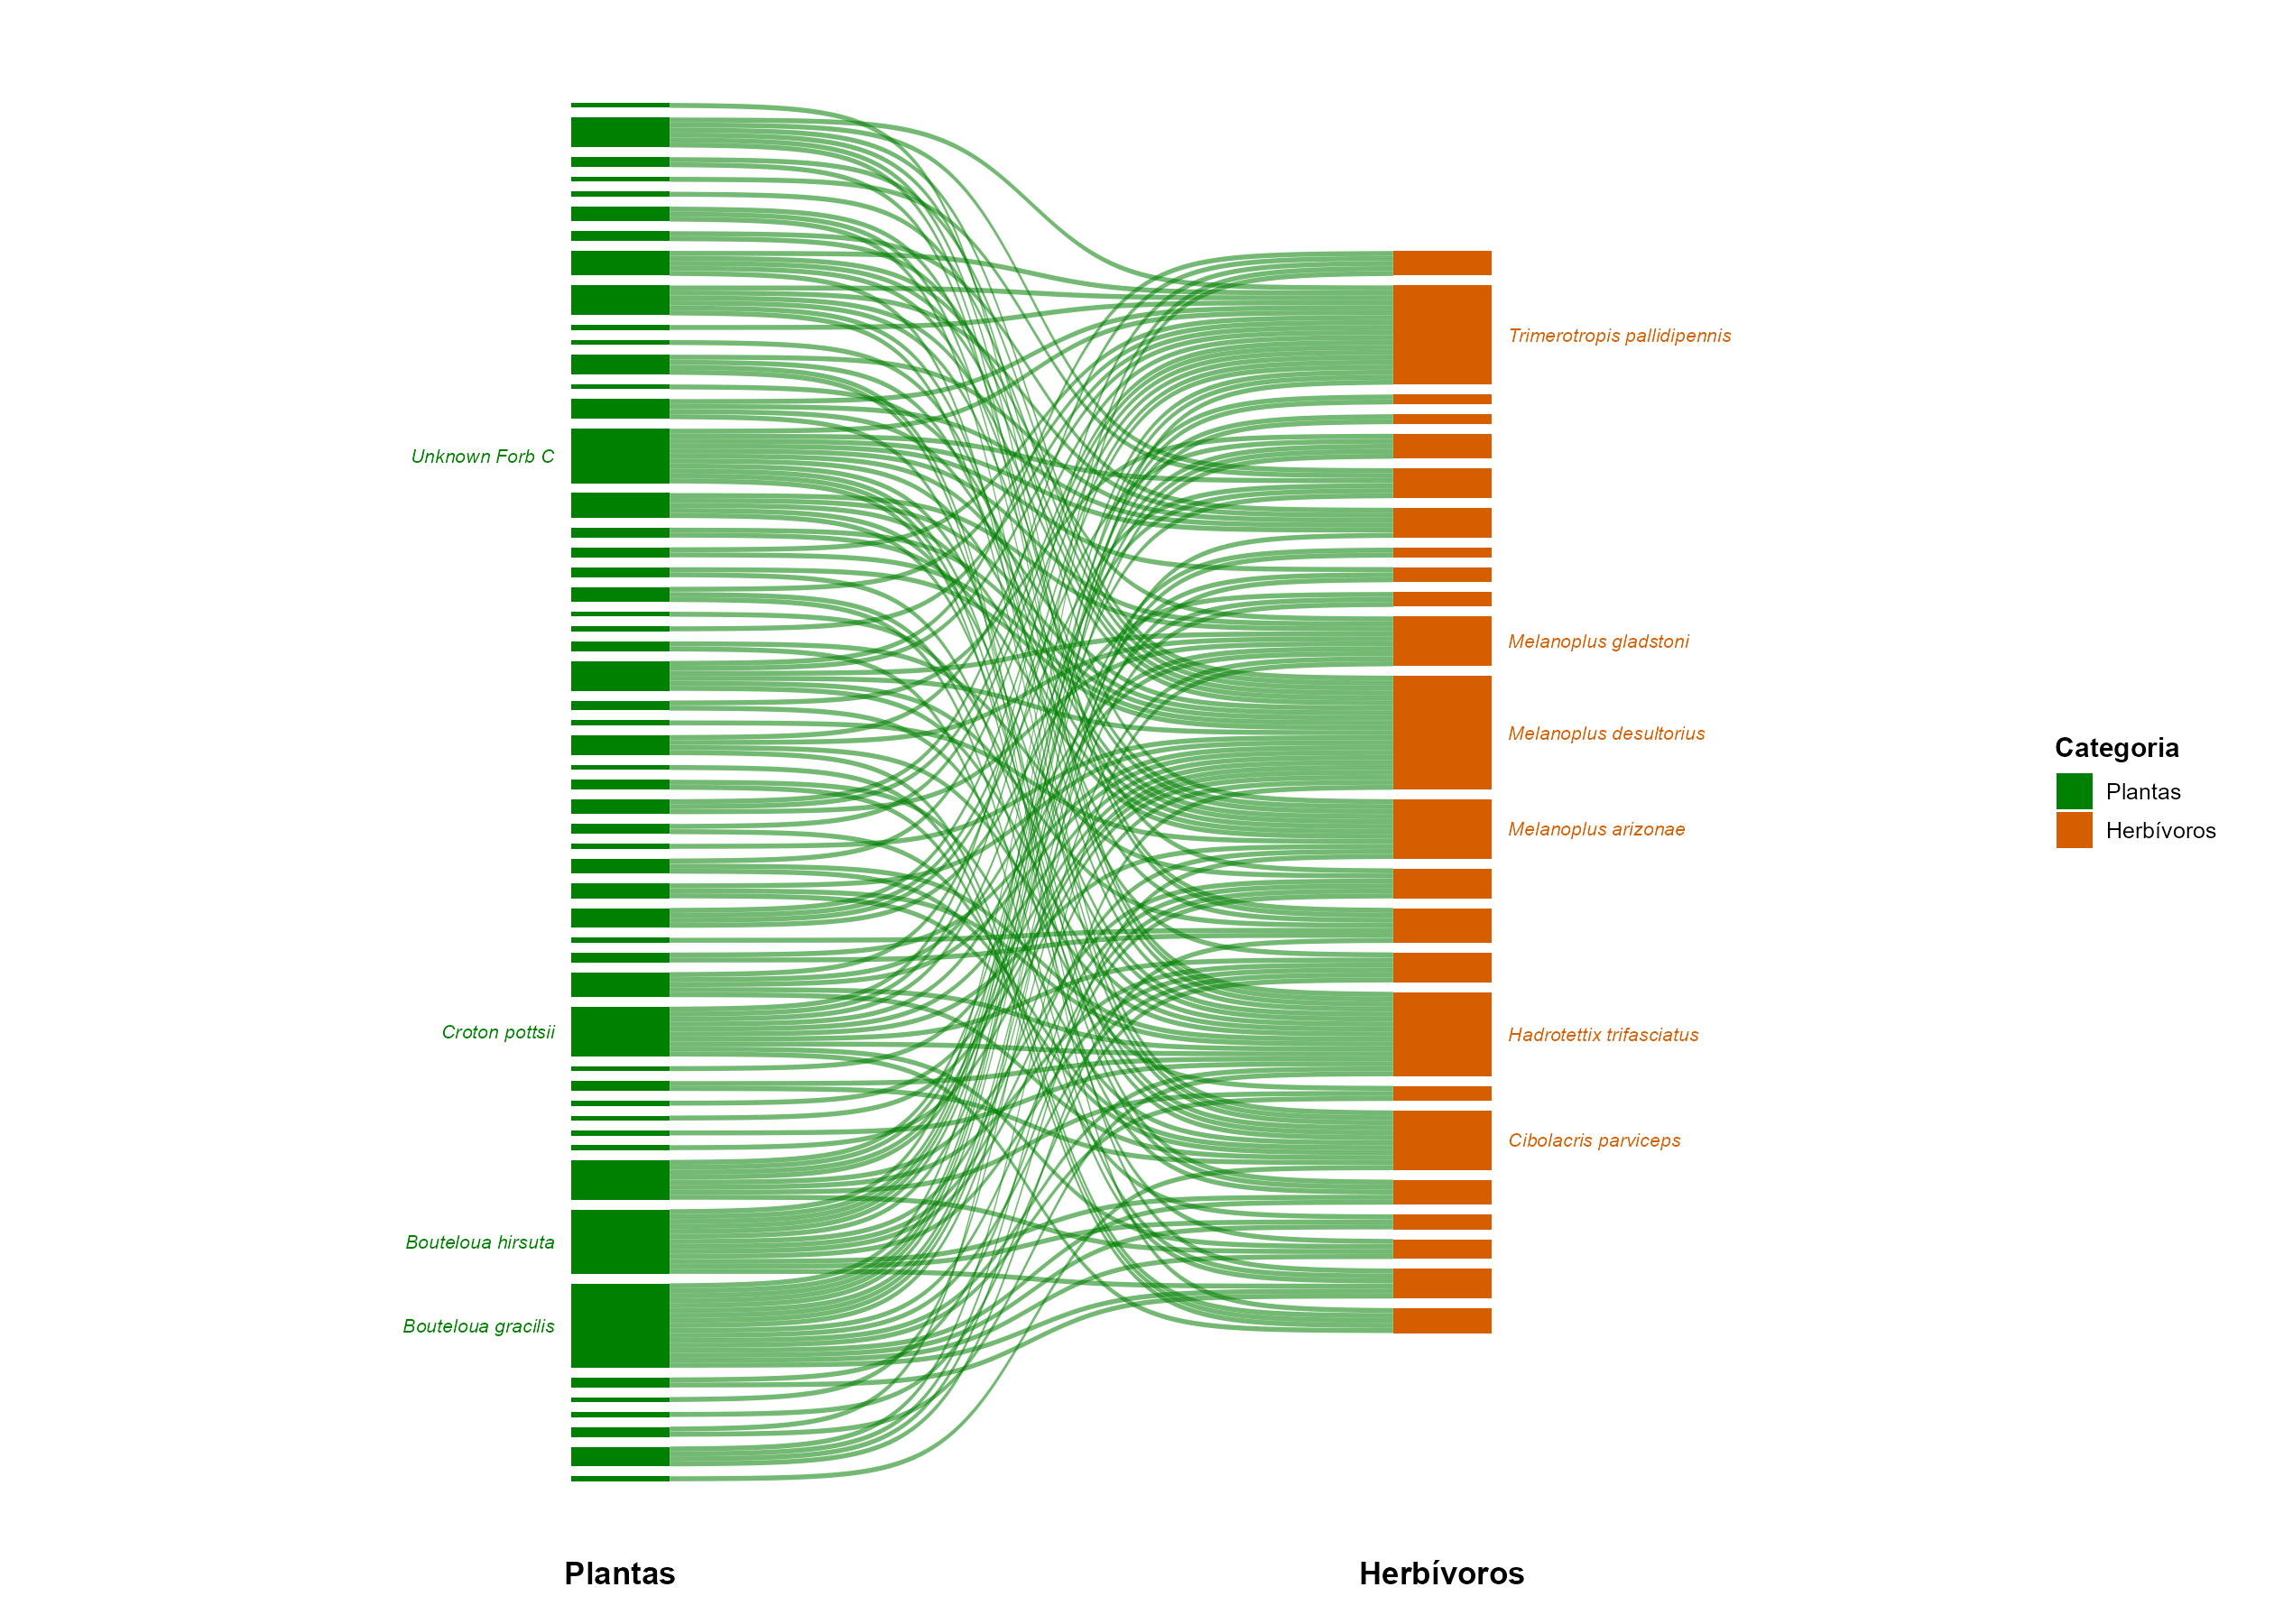 Unknown Forb C
Croton pottsii
Bouteloua hirsuta
Bouteloua gracilis
Trimerotropis pallidipennis
Melanoplus gladstoni
Melanoplus desultorius
Melanoplus arizonae
Hadrotettix trifasciatus
Cibolacris parviceps
Categoria
Plantas
Herbívoros
Plantas
Herbívoros